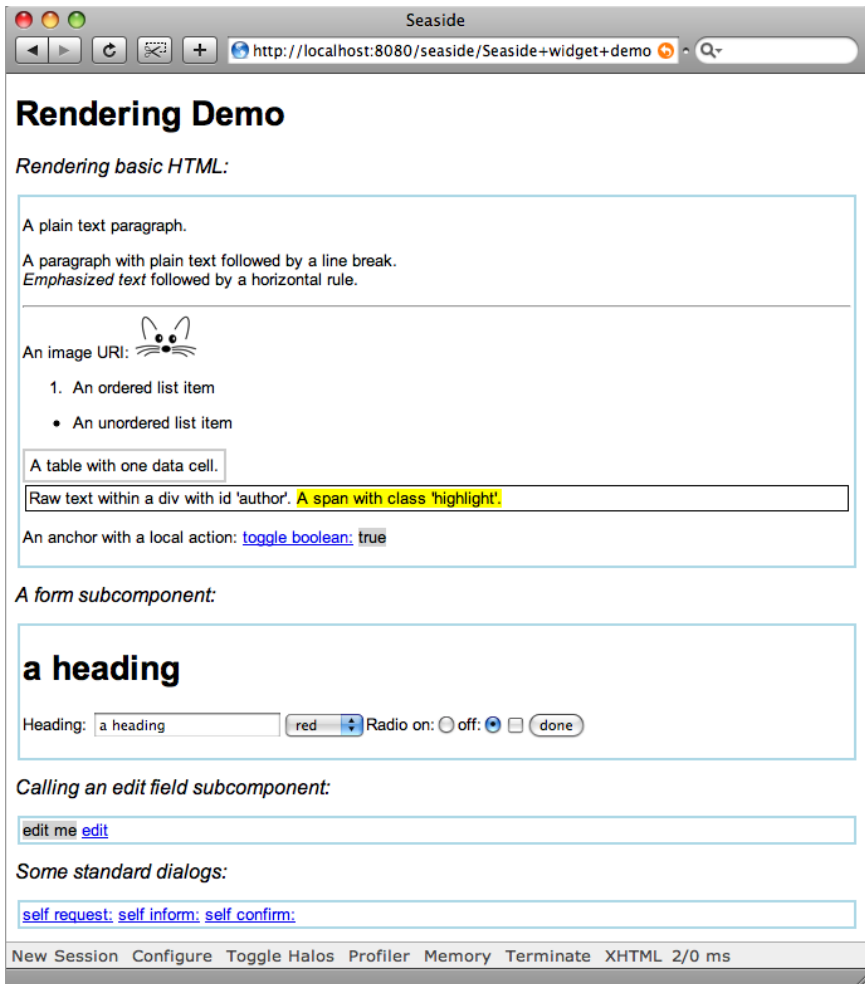 Seaside
http://localhost:8080/seaside/Seaside+widget+demo
Rendering Demo
Rendering basic HTML:
A plain text paragraph.
A paragraph with plain text followed by a line break.
Emphasized text followed by a horizontal rule.
An image URI:
1. An ordered list item
• An unordered list item
A table with one data cell.
Raw text within a div with id 'author'. A span with class 'highlight'.
An anchor with a local action: toggle boolean: true
A form subcomponent:
a heading
Heading: a heading red Radio on: off: done
Calling an edit field subcomponent:
edit me edit
Some standard dialogs:
self request: self inform: self confirm:
New Session Configure Toggle Halos Profiler Memory Terminate XHTML 2/0 ms